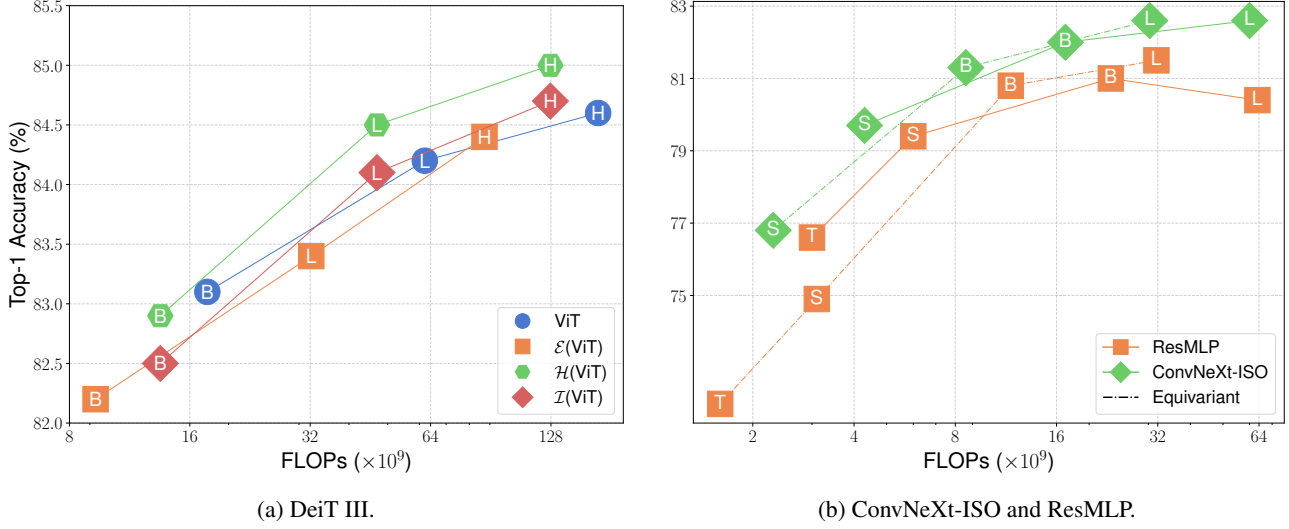 85.5
85.0
84.5
84.0
83.5
83.0
82.5
82.0
Top-1 Accuracy (%)
8 16 32 64 128
FLOPs (×10⁹)
B L H
B L H
B L H
B L H
ViT
ℰ(ViT)
ℋ(ViT)
ℐ(ViT)
(a) DeiT III.
83
81
79
77
75
2 4 8 16 32 64
FLOPs (×10⁹)
S B L
S B L
T S B L
T S B L
ResMLP
ConvNeXt-ISO
Equivariant
(b) ConvNeXt-ISO and ResMLP.